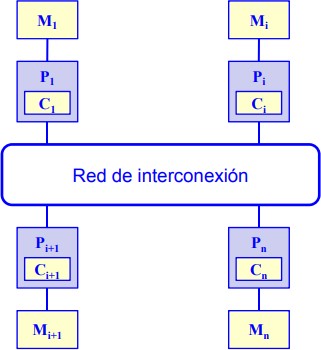 M1 Mi
P1 Pi
C1 Ci
Red de interconexión
Pi+1 Pn
Ci+1 Cn
Mi+1 Mn